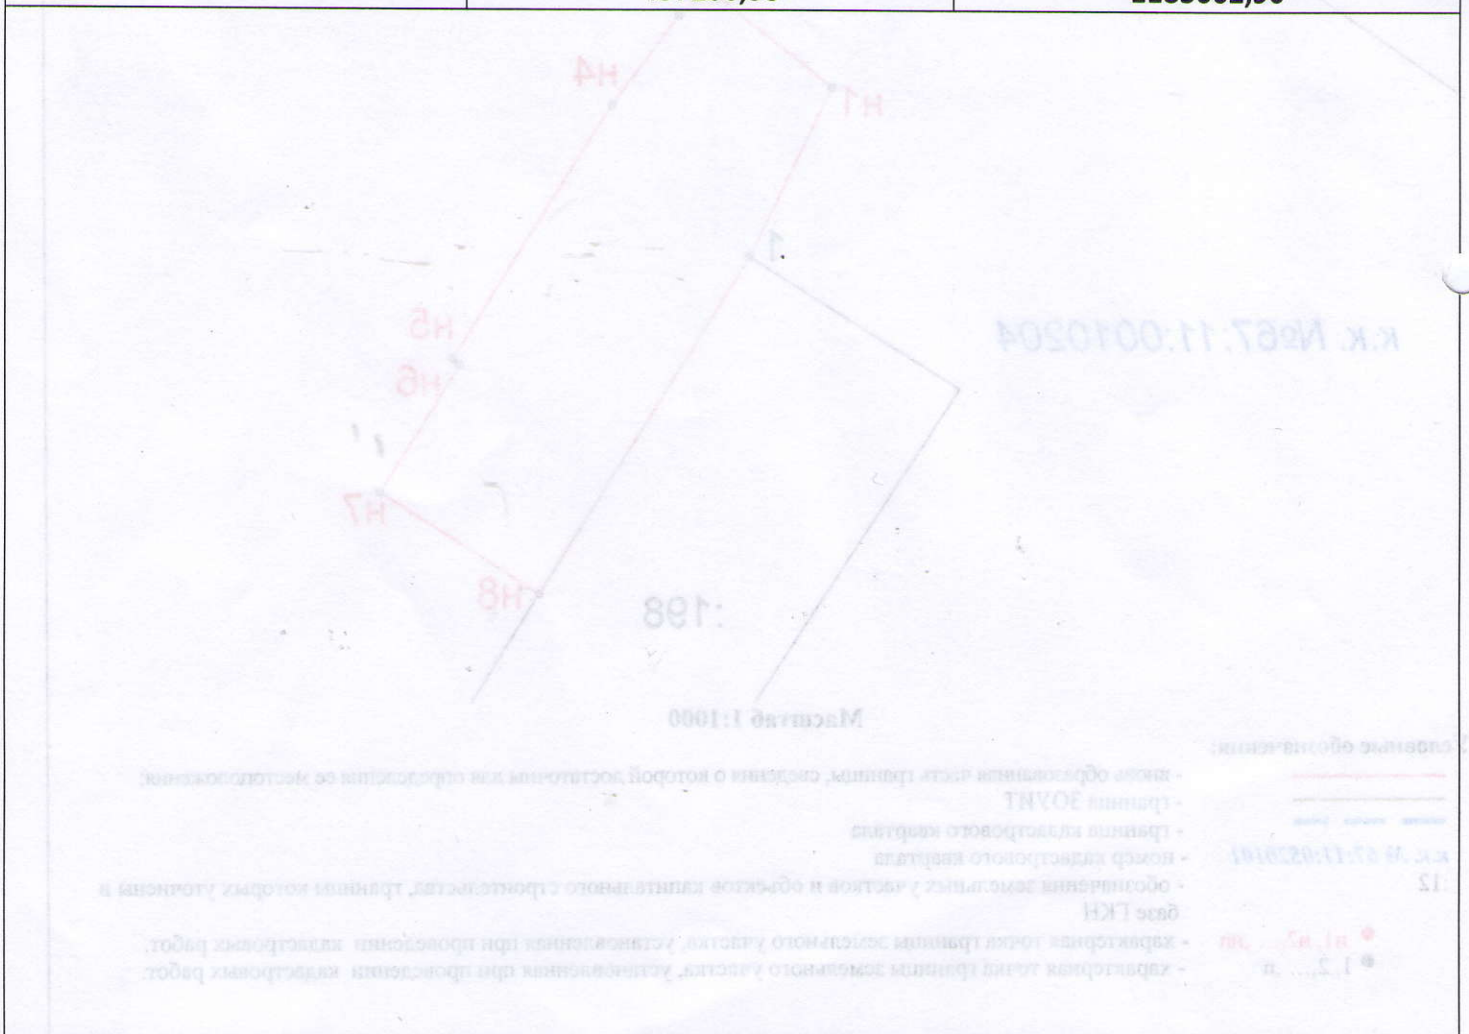 н4
н1
1
н5
к.к. №67:11:0010204
н6
н7
н8
:198
Масштаб 1:1000
Условные обозначения:
- вновь образованная часть границы, сведения о которой достаточны для определения ее местоположения;
- граница ЗОУИТ
- граница кадастрового квартала
к.к. № 67:11:0520101 - номер кадастрового квартала
:12 - обозначения земельных участков и объектов капитального строительства, границы которых уточнены в
базе ГКН
н1, н2, ... - характерная точка границы земельного участка, установленная при проведении кадастровых работ.
1, 2,... п - характерная точка границы земельного участка, установленная при проведении кадастровых работ.